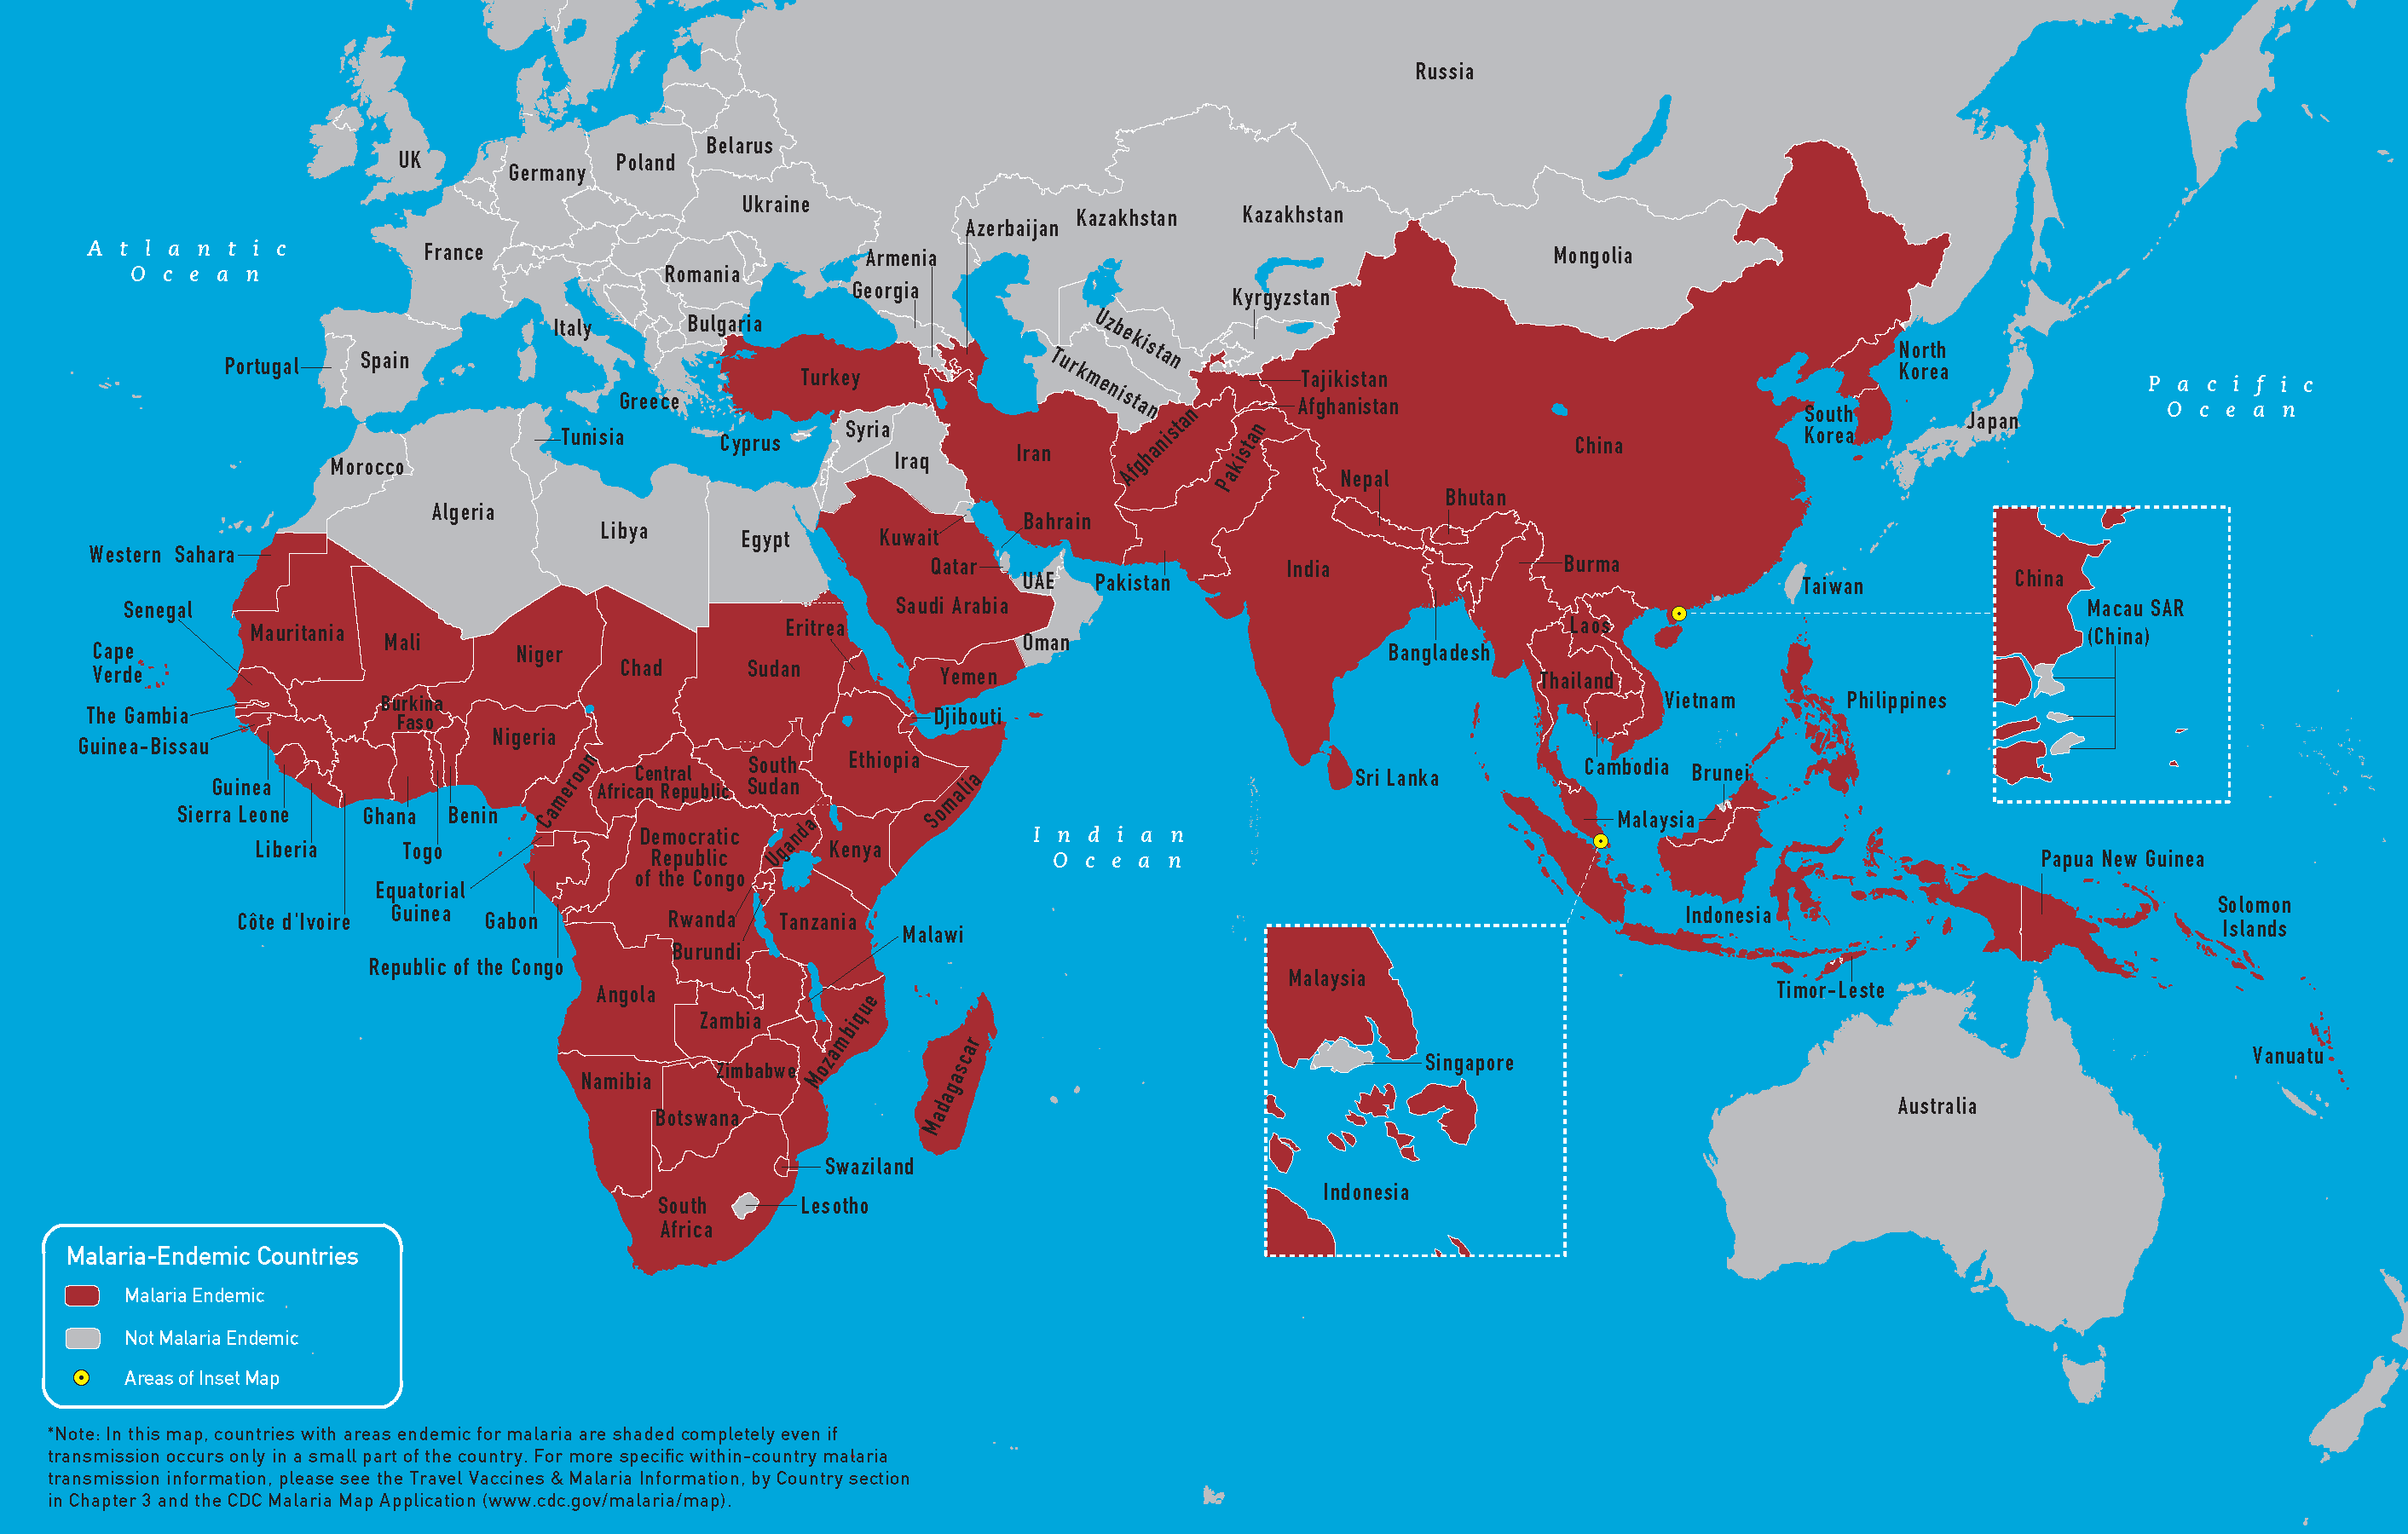 Russia
UK
Germany
Poland
Belarus
Ukraine
France
Romania
Bulgaria
Italy
Portugal
Spain
Greece
Atlantic
Ocean
Azerbaijan
Armenia
Georgia
Kazakhstan
Kazakhstan
Mongolia
Kyrgyzstan
Uzbekistan
Turkmenistan
Turkey
Tajikistan
Afghanistan
Afghanistan
Pakistan
North
Korea
South
Korea
Japan
Pacific
Ocean
Tunisia
Cyprus
Syria
Iraq
Iran
China
Morocco
Algeria
Libya
Egypt
Kuwait
Bahrain
Qatar
UAE
Pakistan
Nepal
Bhutan
India
Burma
Taiwan
Western Sahara
Senegal
Cape
Verde
The Gambia
Guinea-Bissau
Guinea
Sierra Leone
Liberia
Côte d'Ivoire
Mauritania
Mali
Niger
Chad
Sudan
Eritrea
Saudi Arabia
Oman
Yemen
Djibouti
Burkina
Faso
Nigeria
Ghana
Togo
Benin
Cameroon
Central
African Republic
South
Sudan
Ethiopia
Somalia
Equatorial
Guinea
Gabon
Republic of the Congo
Democratic
Republic
of the Congo
Uganda
Kenya
Rwanda
Burundi
Tanzania
Malawi
Angola
Zambia
Mozambique
Zimbabwe
Namibia
Botswana
Madagascar
Swaziland
Lesotho
South
Africa
Indian
Ocean
Bangladesh
Laos
Thailand
Vietnam
Cambodia
Philippines
Sri Lanka
Brunei
Malaysia
Indonesia
Papua New Guinea
Solomon
Islands
Timor-Leste
Vanuatu
Australia
China
Macau SAR
(China)
Malaysia
Singapore
Indonesia
Malaria-Endemic Countries
Malaria Endemic
Not Malaria Endemic
Areas of Inset Map
*Note: In this map, countries with areas endemic for malaria are shaded completely even if
transmission occurs only in a small part of the country. For more specific within-country malaria
transmission information, please see the Travel Vaccines & Malaria Information, by Country section
in Chapter 3 and the CDC Malaria Map Application (www.cdc.gov/malaria/map).